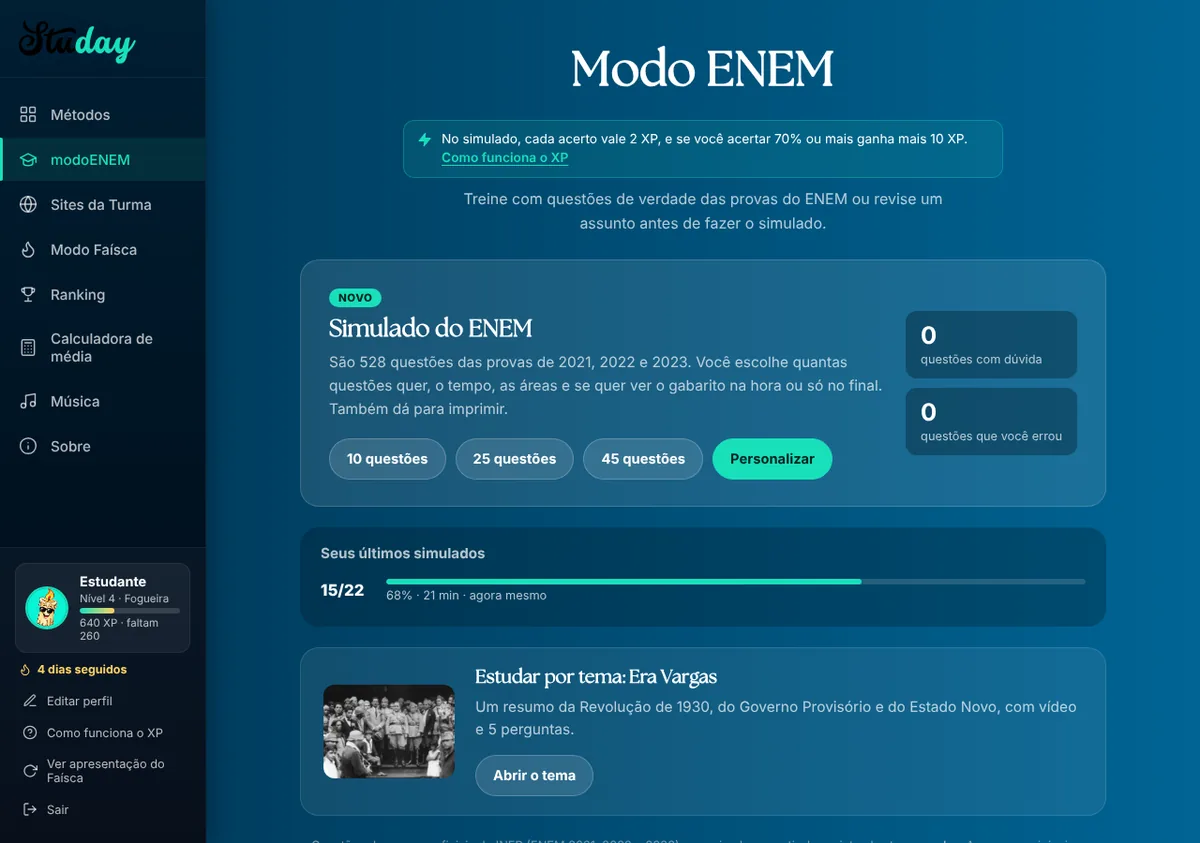 Studay
Métodos
modoENEM
Sites da Turma
Modo Faísca
Ranking
Calculadora de
média
Música
Sobre
Estudante
Nível 4 · Fogueira
640 XP · faltam
260
4 dias seguidos
Editar perfil
Como funciona o XP
Ver apresentação do
Faísca
Sair
Modo ENEM
No simulado, cada acerto vale 2 XP, e se você acertar 70% ou mais ganha mais 10 XP.
Como funciona o XP
Treine com questões de verdade das provas do ENEM ou revise um
assunto antes de fazer o simulado.
NOVO
Simulado do ENEM
São 528 questões das provas de 2021, 2022 e 2023. Você escolhe quantas
questões quer, o tempo, as áreas e se quer ver o gabarito na hora ou só no final.
Também dá para imprimir.
10 questões
25 questões
45 questões
Personalizar
0
questões com dúvida
0
questões que você errou
Seus últimos simulados
15/22
68% · 21 min · agora mesmo
Estudar por tema: Era Vargas
Um resumo da Revolução de 1930, do Governo Provisório e do Estado Novo, com vídeo
e 5 perguntas.
Abrir o tema